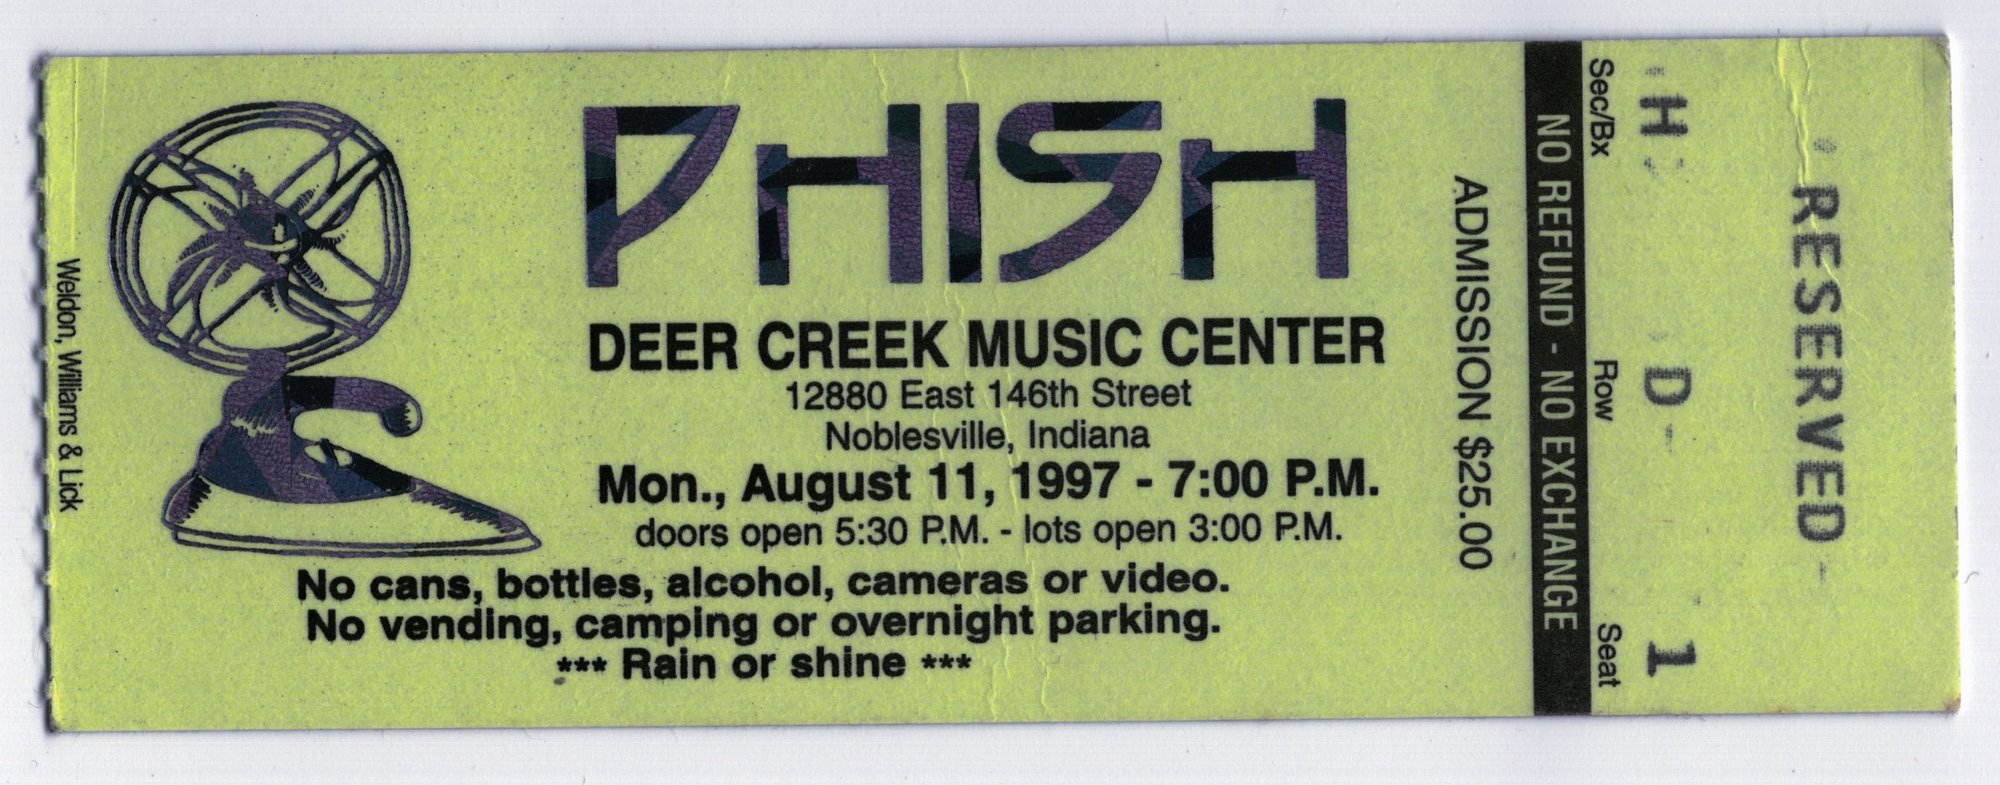 PHISH
DEER CREEK MUSIC CENTER
12880 East 146th Street
Noblesville, Indiana
Mon., August 11, 1997 - 7:00 P.M.
doors open 5:30 P.M. - lots open 3:00 P.M.
No cans, bottles, alcohol, cameras or video.
No vending, camping or overnight parking.
*** Rain or shine ***
Weldon, Williams & Lick
ADMISSION $25.00
NO REFUND - NO EXCHANGE
Sec/Bx Row Seat
H D 1
RESERVED